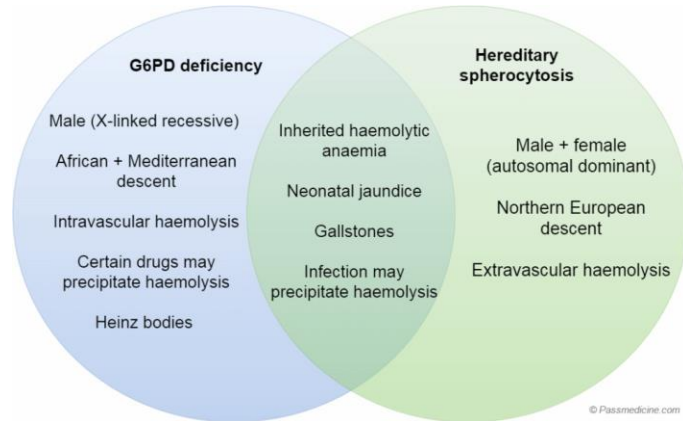 G6PD deficiency
Male (X-linked recessive)
African + Mediterranean
descent
Intravascular haemolysis
Certain drugs may
precipitate haemolysis
Heinz bodies
Inherited haemolytic
anaemia
Neonatal jaundice
Gallstones
Infection may
precipitate haemolysis
Hereditary
spherocytosis
Male + female
(autosomal dominant)
Northern European
descent
Extravascular haemolysis
© Passmedicine.com